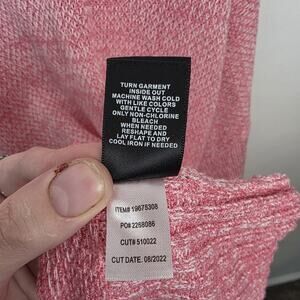 TURN GARMENT
INSIDE OUT
MACHINE WASH COLD
WITH LIKE COLORS
GENTLE CYCLE
ONLY NON-CHLORINE
BLEACH
WHEN NEEDED
RESHAPE AND
LAY FLAT TO DRY
COOL IRON IF NEEDED
ITEM# 19675308
PO# 2268086
CUT# 510022
CUT DATE. 08/2022